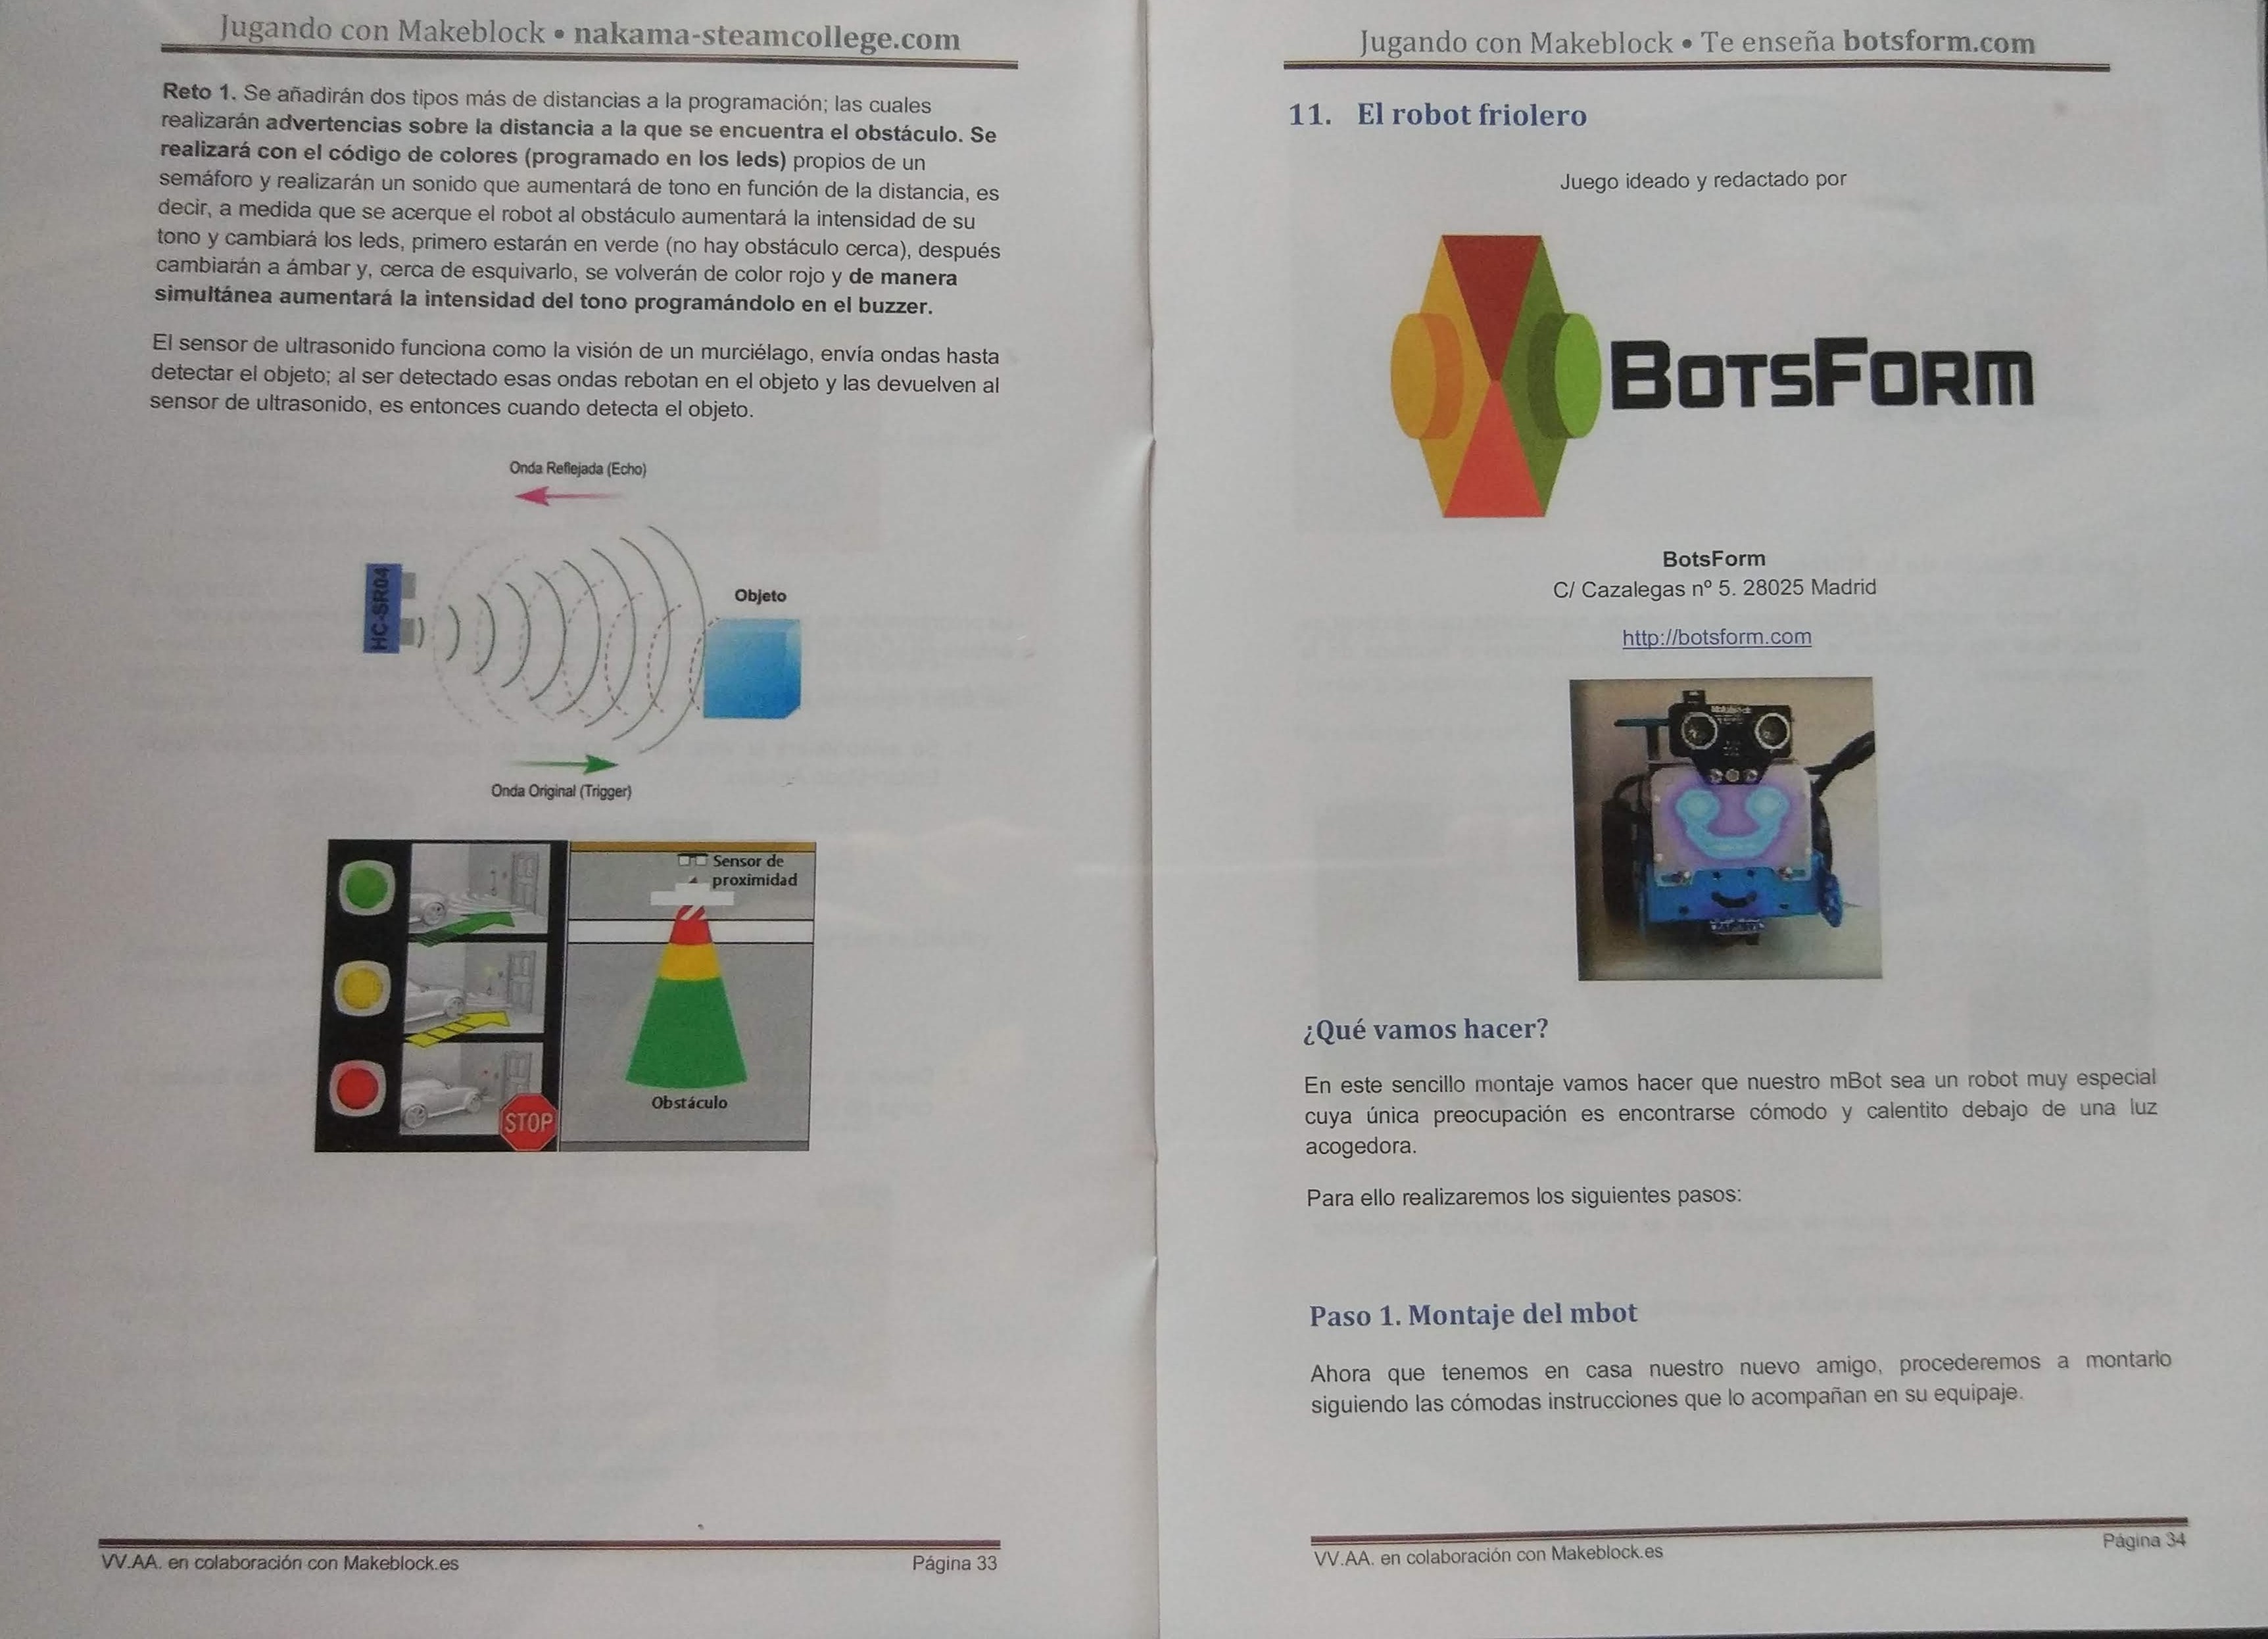 Jugando con Makeblock • nakama-steamcollege.com
Reto 1. Se añadirán dos tipos más de distancias a la programación; las cuales
realizarán advertencias sobre la distancia a la que se encuentra el obstáculo. Se
realizará con el código de colores (programado en los leds) propios de un
semáforo y realizarán un sonido que aumentará de tono en función de la distancia, es
decir, a medida que se acerque el robot al obstáculo aumentará la intensidad de su
tono y cambiará los leds, primero estarán en verde (no hay obstáculo cerca), después
cambiarán a ámbar y, cerca de esquivarlo, se volverán de color rojo y de manera
simultánea aumentará la intensidad del tono programándolo en el buzzer.
El sensor de ultrasonido funciona como la visión de un murciélago, envía ondas hasta
detectar el objeto; al ser detectado esas ondas rebotan en el objeto y las devuelven al
sensor de ultrasonido, es entonces cuando detecta el objeto.
Onda Reflejada (Echo)
HC-SR04
Objeto
Onda Original (Trigger)
Sensor de
proximidad
Obstáculo
STOP
VV.AA. en colaboración con Makeblock.es
Página 33
Jugando con Makeblock • Te enseña botsform.com
11. El robot friolero
Juego ideado y redactado por
BOTSFORM
BotsForm
C/ Cazalegas nº 5. 28025 Madrid
http://botsform.com
¿Qué vamos hacer?
En este sencillo montaje vamos hacer que nuestro mBot sea un robot muy especial
cuya única preocupación es encontrarse cómodo y calentito debajo de una luz
acogedora.
Para ello realizaremos los siguientes pasos:
Paso 1. Montaje del mbot
Ahora que tenemos en casa nuestro nuevo amigo, procederemos a montarlo
siguiendo las cómodas instrucciones que lo acompañan en su equipaje.
VV.AA. en colaboración con Makeblock.es
Página 34